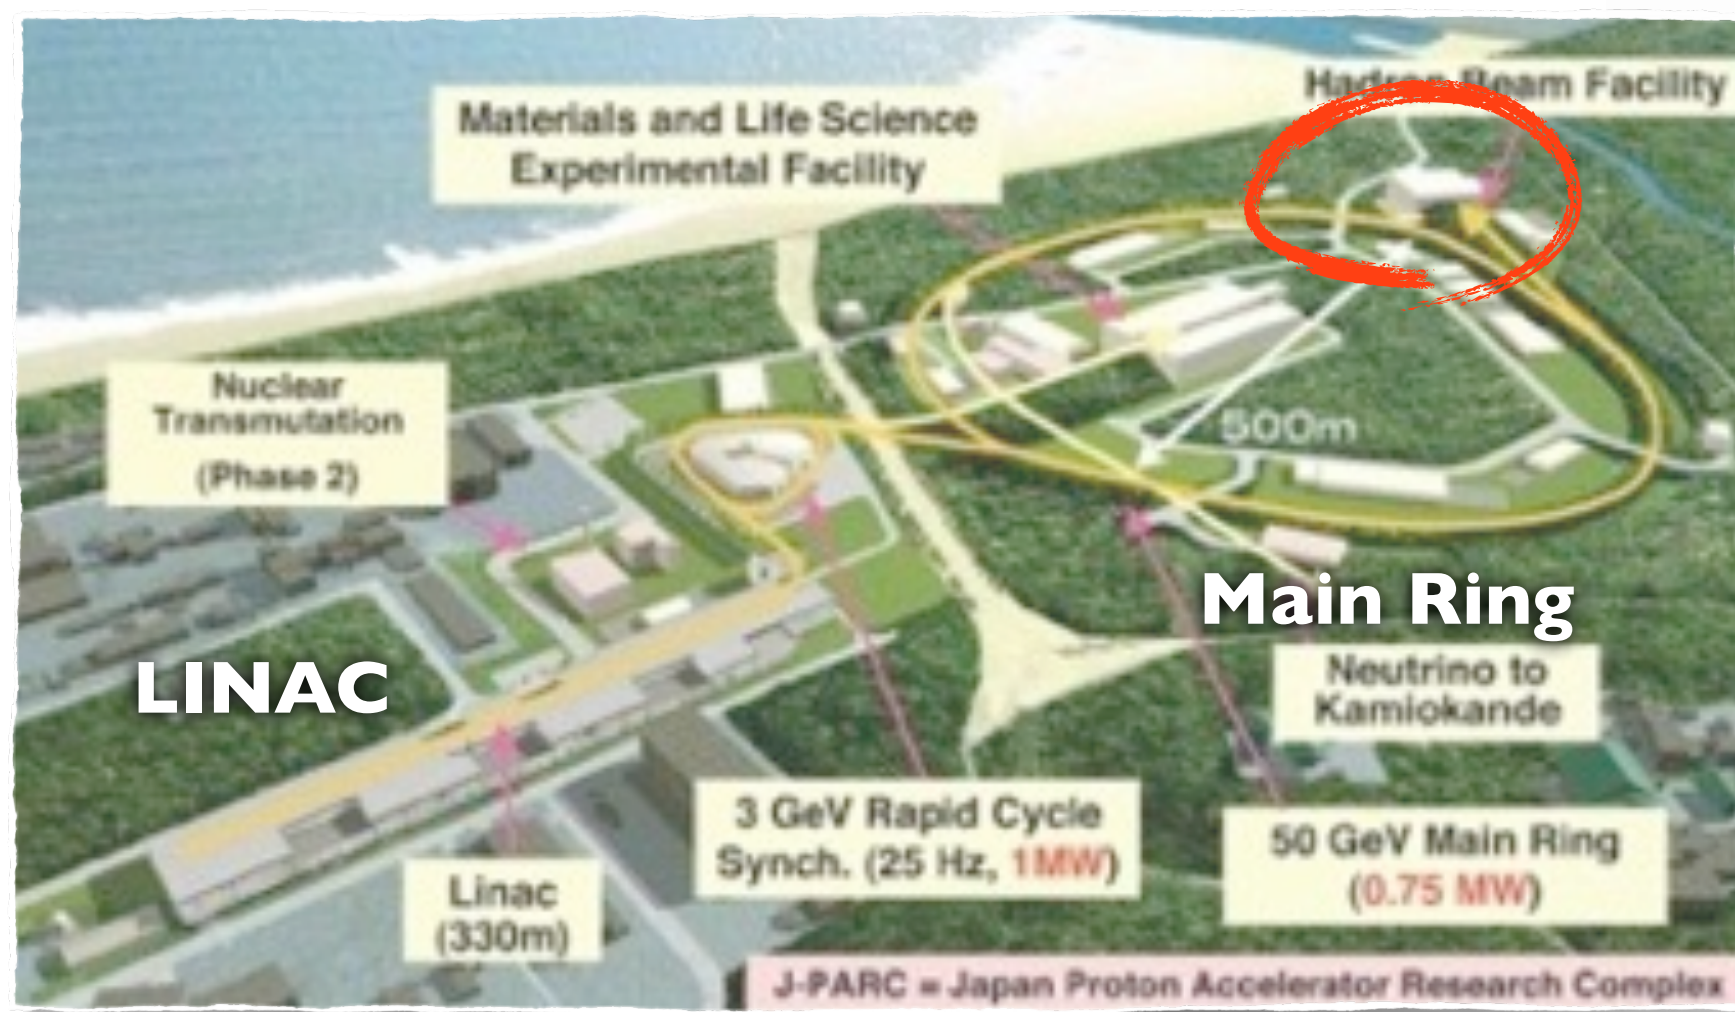 Hadron Beam Facility
Materials and Life Science
Experimental Facility
Nuclear
Transmutation
(Phase 2)
500m
Main Ring
LINAC
Neutrino to
Kamiokande
3 GeV Rapid Cycle
Synch. (25 Hz, 1MW)
50 GeV Main Ring
(0.75 MW)
Linac
(330m)
J-PARC = Japan Proton Accelerator Research Complex